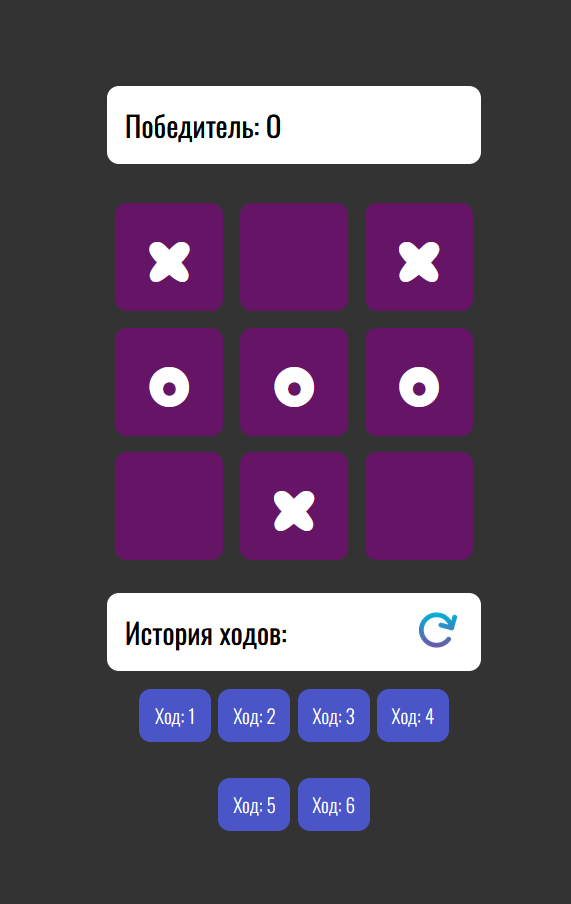 Победитель: O
X X
O O O
X
История ходов:
Ход: 1 Ход: 2 Ход: 3 Ход: 4
Ход: 5 Ход: 6